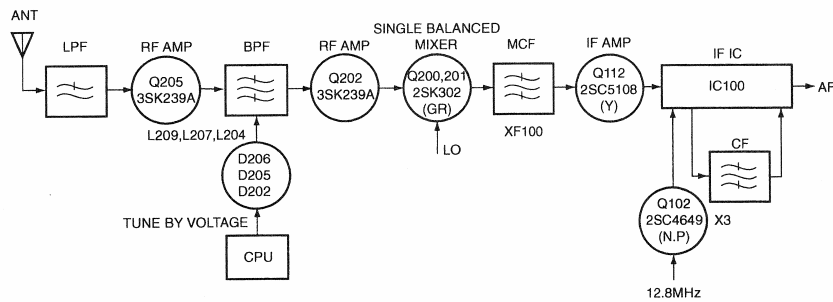 ANT
LPF
RF AMP
Q205
3SK239A
BPF
L209,L207,L204
RF AMP
Q202
3SK239A
SINGLE BALANCED
MIXER
Q200,201
2SK302
(GR)
LO
MCF
XF100
IF AMP
Q112
2SC5108
(Y)
IF IC
IC100
AF
CF
D206
D205
D202
TUNE BY VOLTAGE
CPU
Q102
2SC4649
(N.P)
X3
12.8MHz